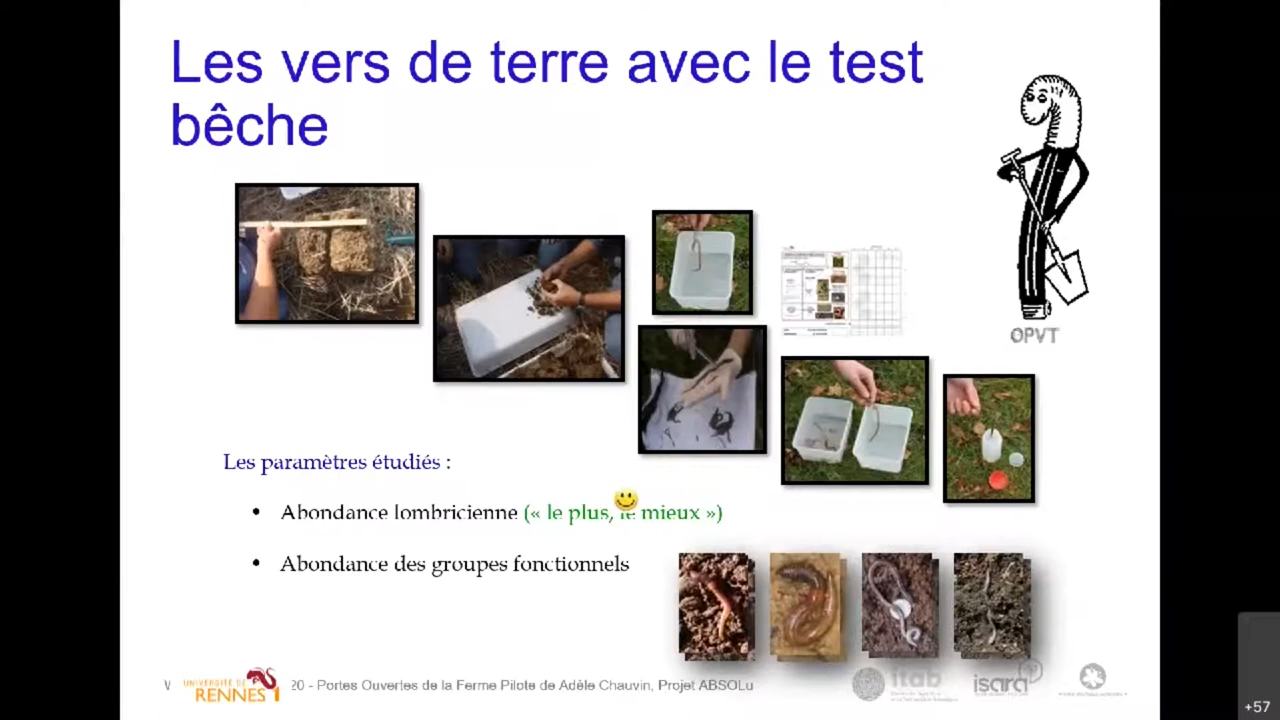 Les vers de terre avec le test
bêche
OPVT
Les paramètres étudiés :
• Abondance lombricienne (« le plus, le mieux »)
• Abondance des groupes fonctionnels
UNIVERSITÉ DE
RENNES 1
20 - Portes Ouvertes de la Ferme Pilote de Adèle Chauvin, Projet ABSOLu
itab
isara
+57